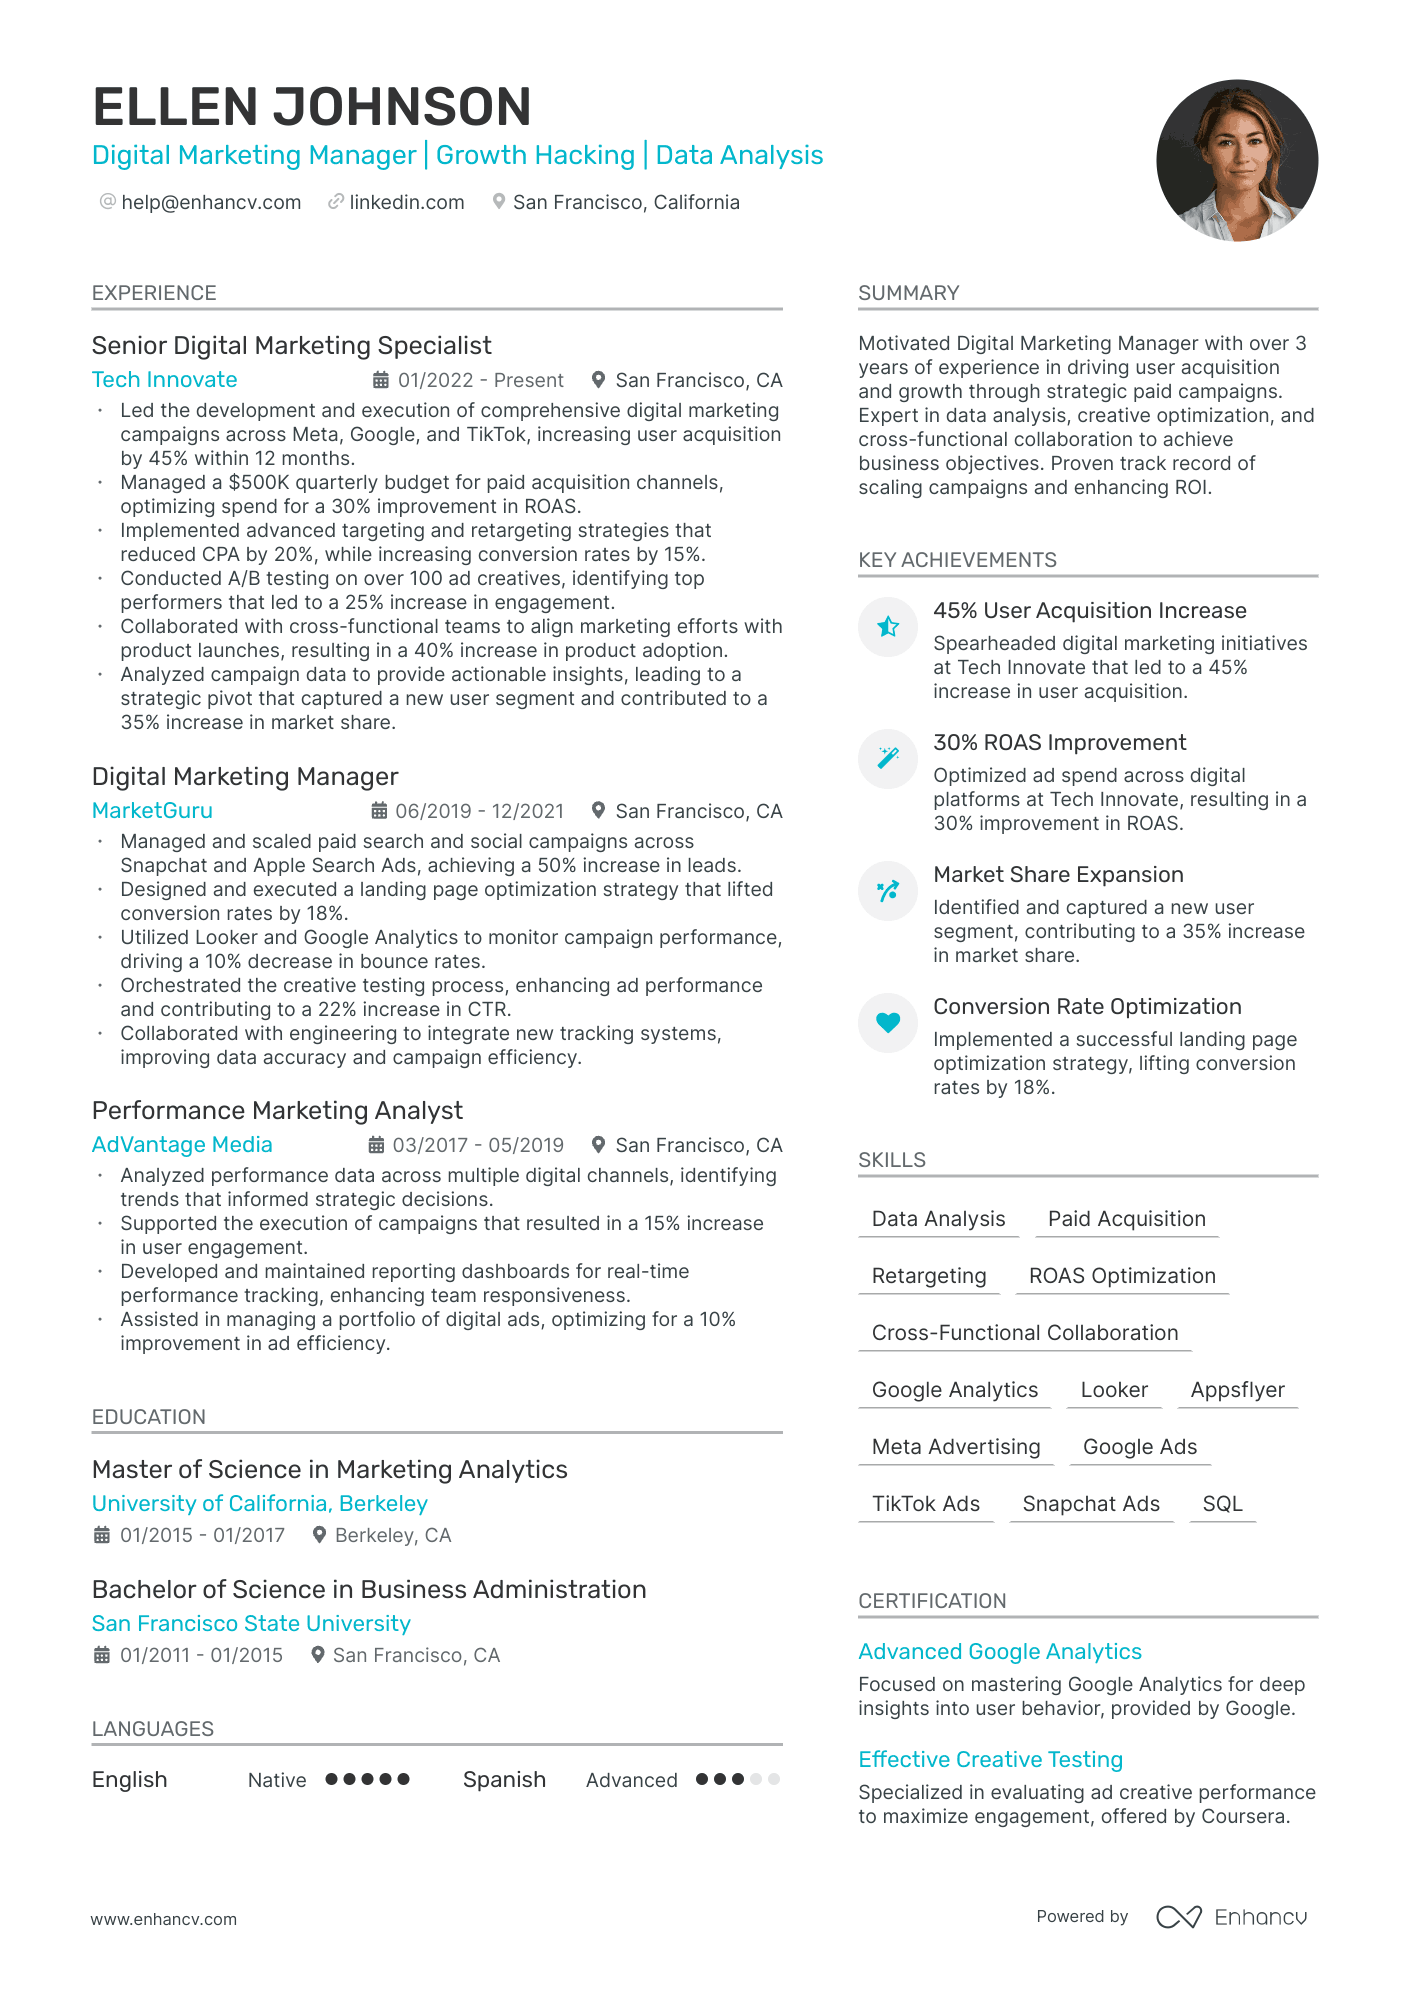 ELLEN JOHNSON
Digital Marketing Manager | Growth Hacking | Data Analysis
@ help@enhancv.com linkedin.com San Francisco, California
EXPERIENCE
Senior Digital Marketing Specialist
Tech Innovate 01/2022 - Present San Francisco, CA
· Led the development and execution of comprehensive digital marketing
campaigns across Meta, Google, and TikTok, increasing user acquisition
by 45% within 12 months.
· Managed a $500K quarterly budget for paid acquisition channels,
optimizing spend for a 30% improvement in ROAS.
· Implemented advanced targeting and retargeting strategies that
reduced CPA by 20%, while increasing conversion rates by 15%.
· Conducted A/B testing on over 100 ad creatives, identifying top
performers that led to a 25% increase in engagement.
· Collaborated with cross-functional teams to align marketing efforts with
product launches, resulting in a 40% increase in product adoption.
· Analyzed campaign data to provide actionable insights, leading to a
strategic pivot that captured a new user segment and contributed to a
35% increase in market share.
Digital Marketing Manager
MarketGuru 06/2019 - 12/2021 San Francisco, CA
· Managed and scaled paid search and social campaigns across
Snapchat and Apple Search Ads, achieving a 50% increase in leads.
· Designed and executed a landing page optimization strategy that lifted
conversion rates by 18%.
· Utilized Looker and Google Analytics to monitor campaign performance,
driving a 10% decrease in bounce rates.
· Orchestrated the creative testing process, enhancing ad performance
and contributing to a 22% increase in CTR.
· Collaborated with engineering to integrate new tracking systems,
improving data accuracy and campaign efficiency.
Performance Marketing Analyst
AdVantage Media 03/2017 - 05/2019 San Francisco, CA
· Analyzed performance data across multiple digital channels, identifying
trends that informed strategic decisions.
· Supported the execution of campaigns that resulted in a 15% increase
in user engagement.
· Developed and maintained reporting dashboards for real-time
performance tracking, enhancing team responsiveness.
· Assisted in managing a portfolio of digital ads, optimizing for a 10%
improvement in ad efficiency.
EDUCATION
Master of Science in Marketing Analytics
University of California, Berkeley
01/2015 - 01/2017 Berkeley, CA
Bachelor of Science in Business Administration
San Francisco State University
01/2011 - 01/2015 San Francisco, CA
LANGUAGES
English Native Spanish Advanced
SUMMARY
Motivated Digital Marketing Manager with over 3
years of experience in driving user acquisition
and growth through strategic paid campaigns.
Expert in data analysis, creative optimization, and
cross-functional collaboration to achieve
business objectives. Proven track record of
scaling campaigns and enhancing ROI.
KEY ACHIEVEMENTS
45% User Acquisition Increase
Spearheaded digital marketing initiatives
at Tech Innovate that led to a 45%
increase in user acquisition.
30% ROAS Improvement
Optimized ad spend across digital
platforms at Tech Innovate, resulting in a
30% improvement in ROAS.
Market Share Expansion
Identified and captured a new user
segment, contributing to a 35% increase
in market share.
Conversion Rate Optimization
Implemented a successful landing page
optimization strategy, lifting conversion
rates by 18%.
SKILLS
Data Analysis Paid Acquisition
Retargeting ROAS Optimization
Cross-Functional Collaboration
Google Analytics Looker Appsflyer
Meta Advertising Google Ads
TikTok Ads Snapchat Ads SQL
CERTIFICATION
Advanced Google Analytics
Focused on mastering Google Analytics for deep
insights into user behavior, provided by Google.
Effective Creative Testing
Specialized in evaluating ad creative performance
to maximize engagement, offered by Coursera.
www.enhancv.com
Powered by Enhancv